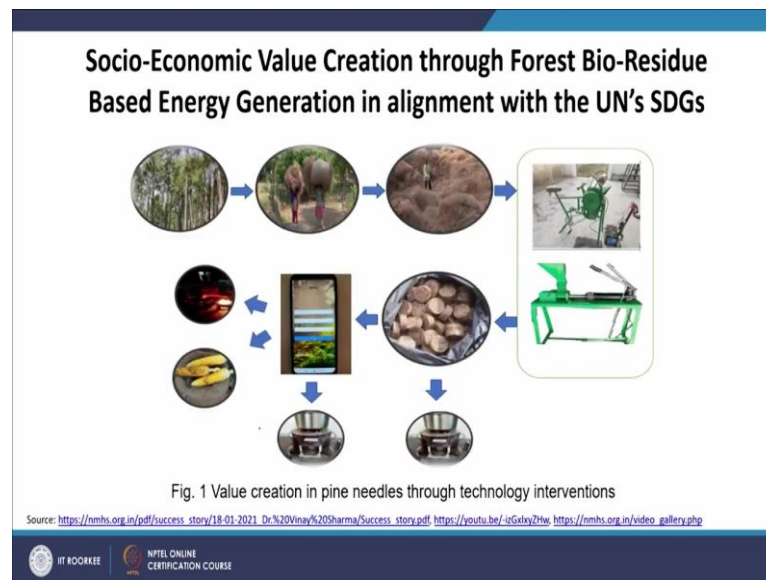 Socio-Economic Value Creation through Forest Bio-Residue
Based Energy Generation in alignment with the UN's SDGs
Fig. 1 Value creation in pine needles through technology interventions
Source: https://nmhs.org.in/pdf/success_story/18-01-2021_Dr.%20Vinay%20Sharma/Success_story.pdf, https://youtu.be/-izGxlxyZHw, https://nmhs.org.in/video_gallery.php
IIT ROORKEE
NPTEL ONLINE
CERTIFICATION COURSE